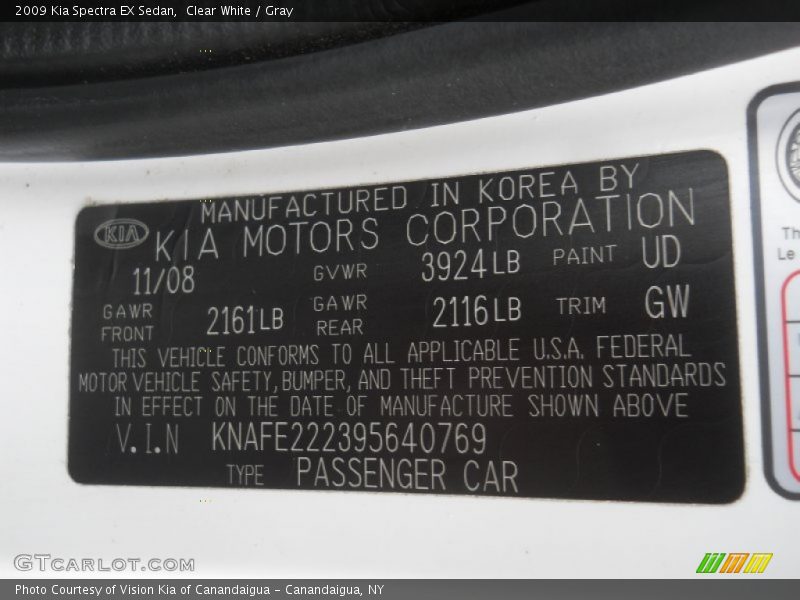 2009 Kia Spectra EX Sedan,  Clear White / Gray
MANUFACTURED IN KOREA BY
KIA KIA MOTORS CORPORATION
11/08 GVWR 3924LB PAINT UD
GAWR FRONT 2161LB GAWR REAR 2116LB TRIM GW
THIS VEHICLE CONFORMS TO ALL APPLICABLE U.S.A. FEDERAL
MOTOR VEHICLE SAFETY, BUMPER, AND THEFT PREVENTION STANDARDS
IN EFFECT ON THE DATE OF MANUFACTURE SHOWN ABOVE
V.I.N KNAFE222395640769
TYPE PASSENGER CAR
Th
Le
GTCARLOT.COM
Photo Courtesy of Vision Kia of Canandaigua - Canandaigua, NY